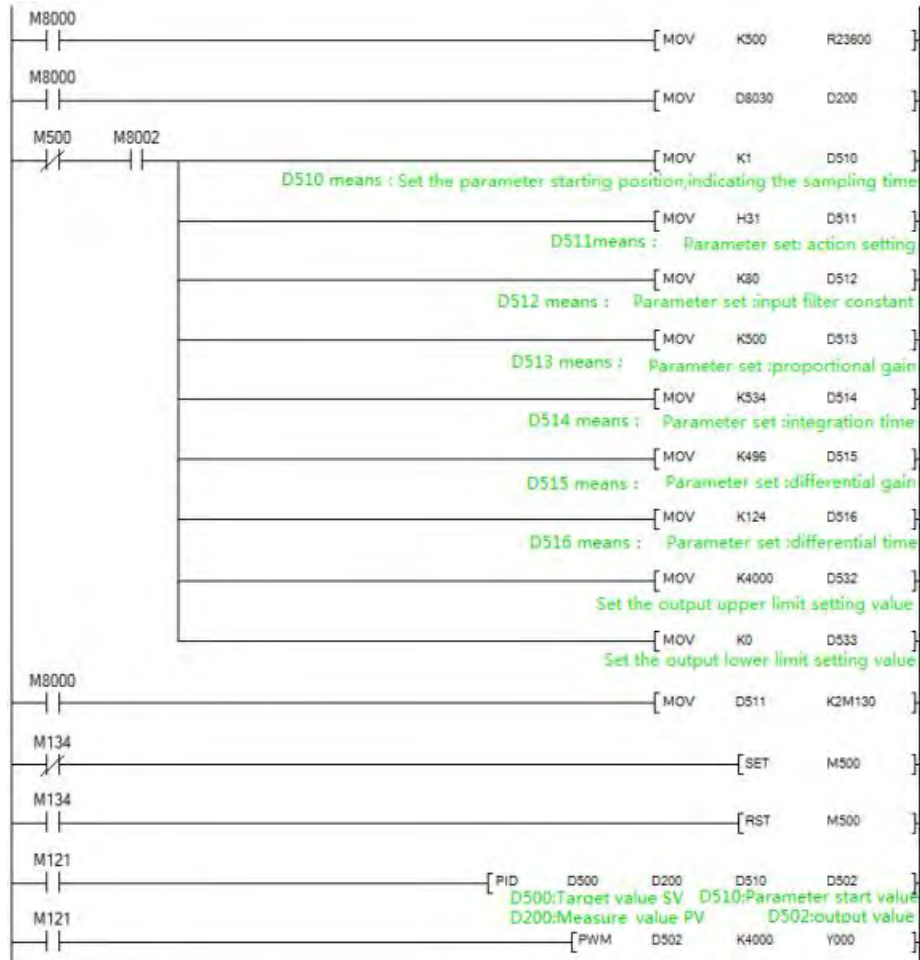 M8000
MOV K500 R23600
M8000
MOV D8030 D200
M500 M8002
MOV K1 D510
D510 means : Set the parameter starting position,indicating the sampling time
MOV H31 D511
D511means : Parameter set: action setting
MOV K80 D512
D512 means : Parameter set :input filter constant
MOV K500 D513
D513 means : Parameter set :proportional gain
MOV K534 D514
D514 means : Parameter set :integration time
MOV K496 D515
D515 means : Parameter set :differential gain
MOV K124 D516
D516 means : Parameter set :differential time
MOV K4000 D532
Set the output upper limit setting value
MOV K0 D533
Set the output lower limit setting value
M8000
MOV D511 K2M130
M134
SET M500
M134
RST M500
M121
PID D500 D200 D510 D502
D500:Target value SV D510:Parameter start value
D200:Measure value PV D502:output value
M121
PWM D502 K4000 Y000